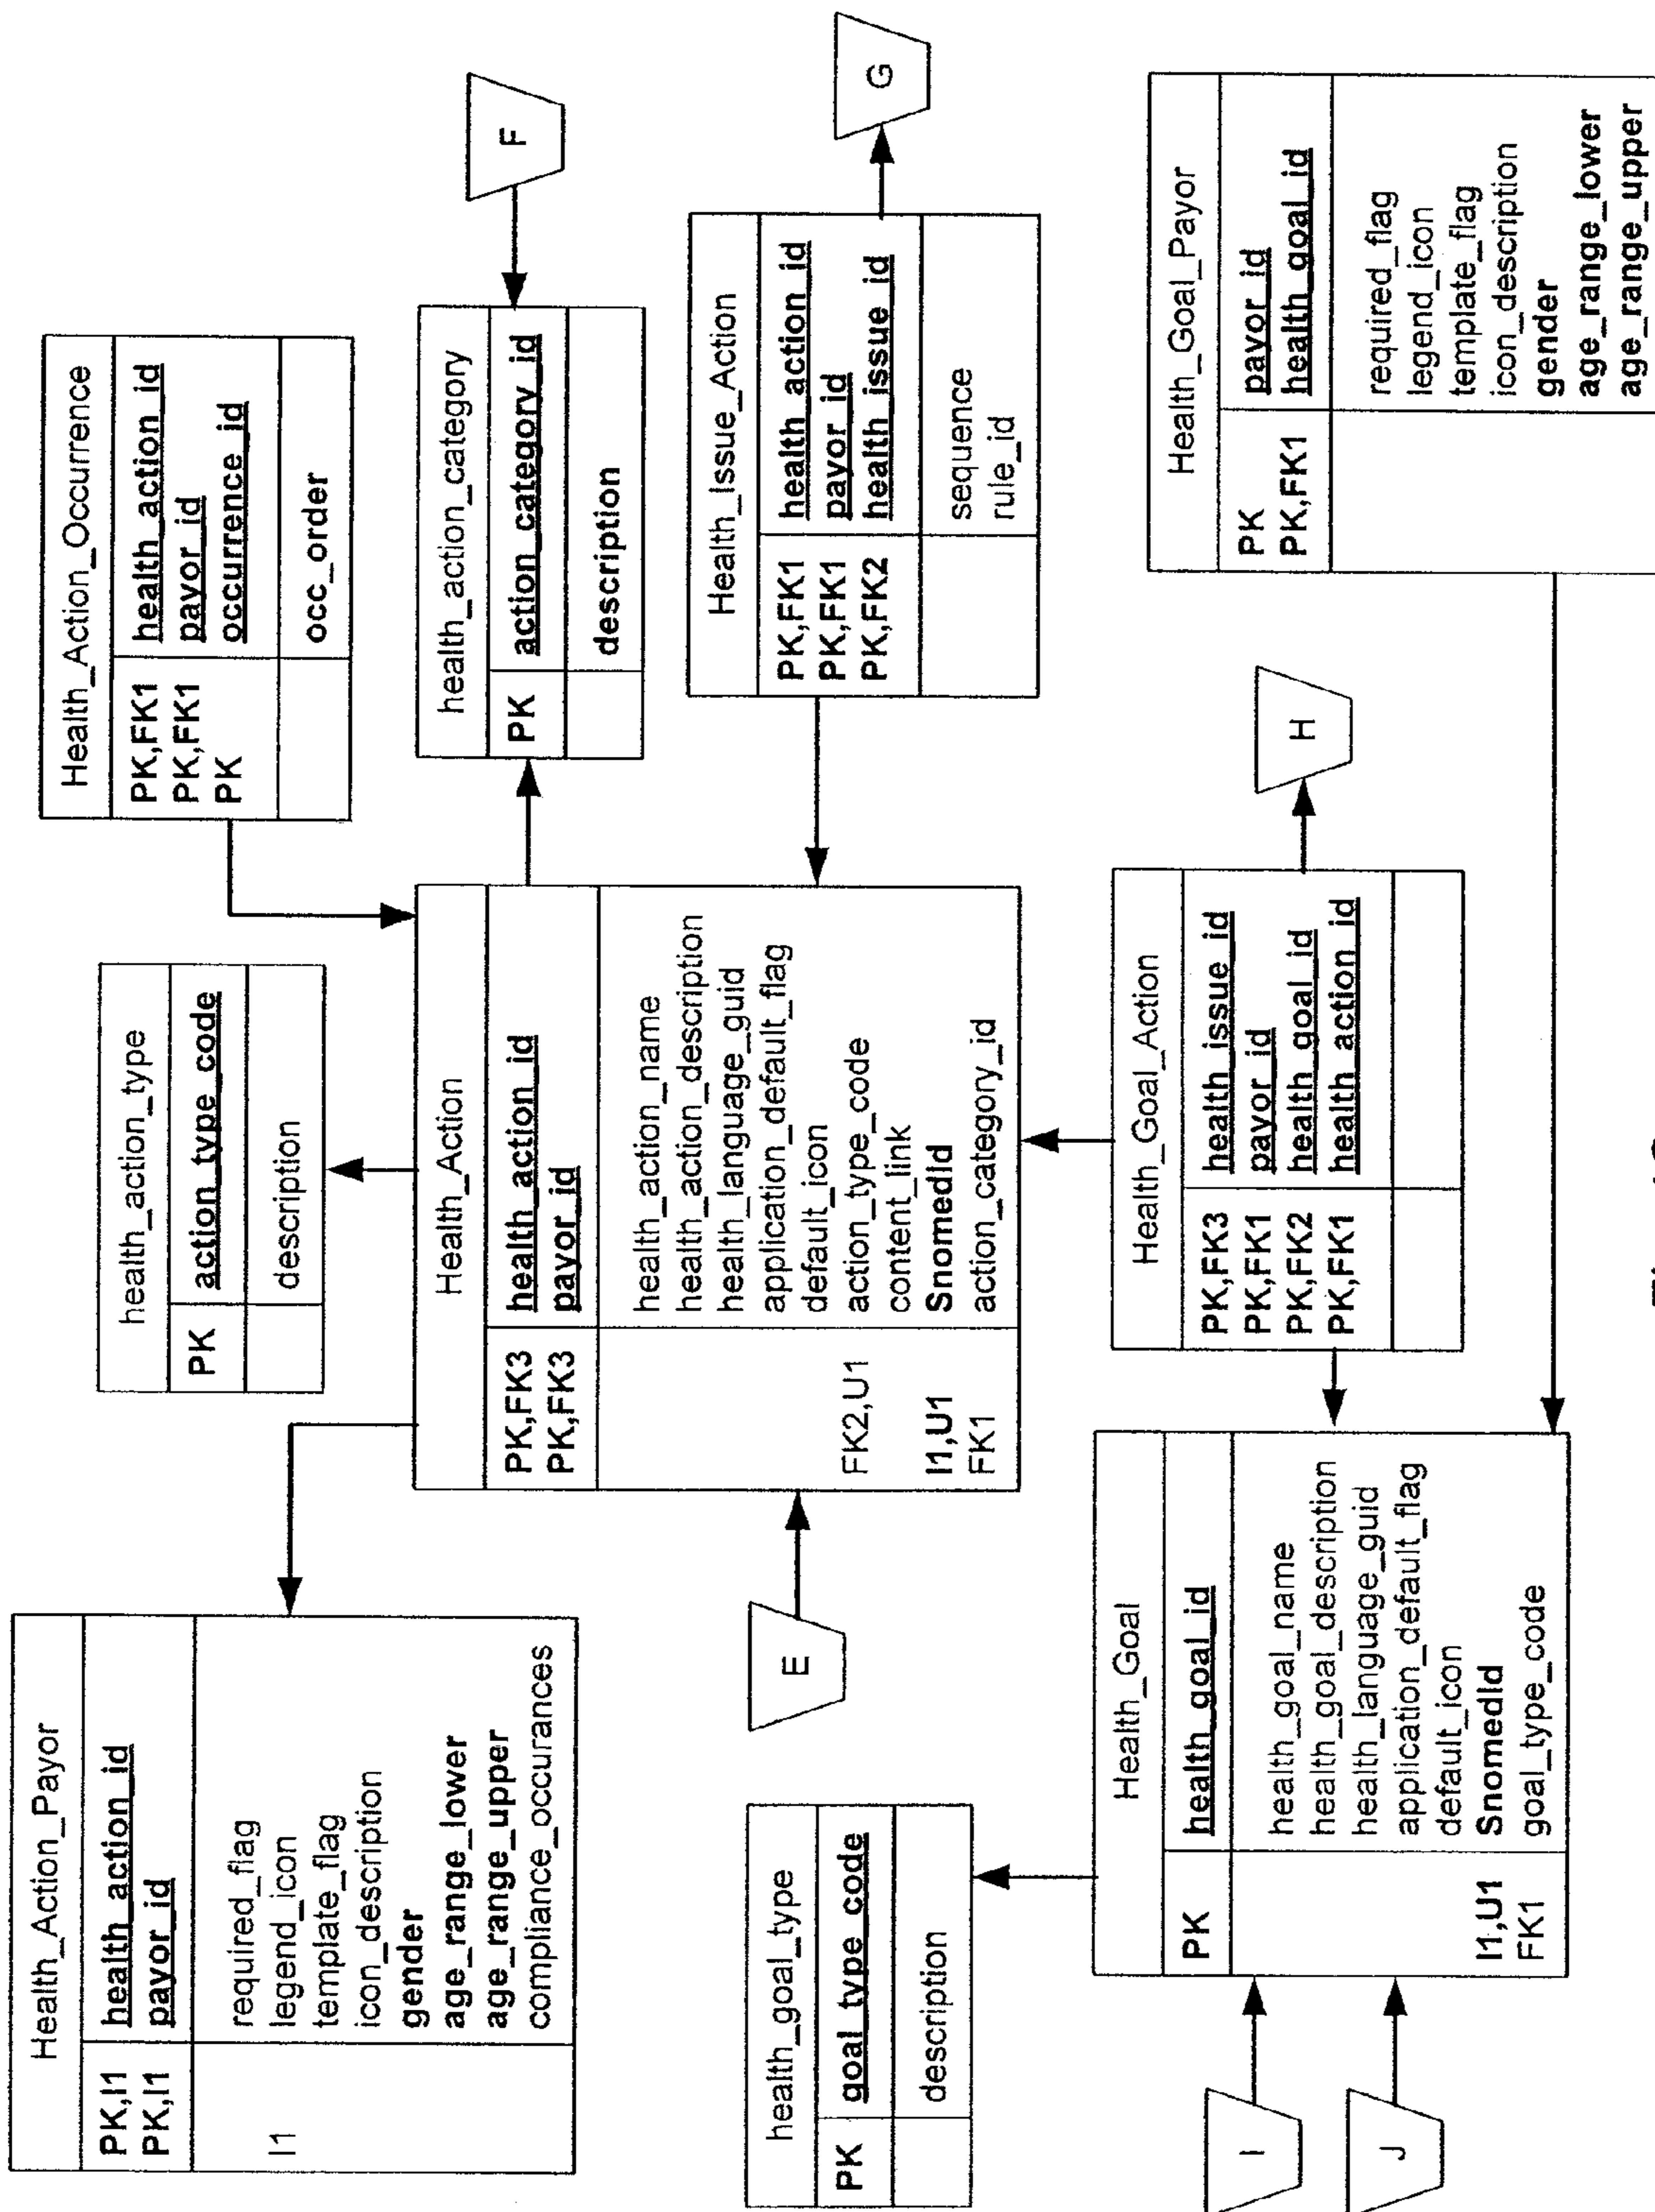 Health_Action_Payor
PK,I1 health_action_id
PK,I1 payor_id
required_flag
I1 legend_icon
template_flag
icon_description
gender
age_range_lower
age_range_upper
compliance_occurances
health_action_type
PK action_type_code
description
Health_Action_Occurrence
PK,FK1 health_action_id
PK,FK1 payor_id
PK occurrence_id
occ_order
Health_Action
PK,FK3 health_action_id
PK,FK3 payor_id
health_action_name
health_action_description
health_language_guid
application_default_flag
default_icon
FK2,U1 action_type_code
content_link
I1,U1 SnomedId
FK1 action_category_id
health_action_category
PK action_category_id
description
F
E
Health_Issue_Action
PK,FK1 health_action_id
PK,FK1 payor_id
PK,FK2 health_issue_id
sequence
rule_id
G
health_goal_type
PK goal_type_code
description
Health_Goal
PK health_goal_id
health_goal_name
health_goal_description
health_language_guid
application_default_flag
default_icon
I1,U1 SnomedId
FK1 goal_type_code
I
J
Health_Goal_Action
PK,FK3 health_issue_id
PK,FK1 payor_id
PK,FK2 health_goal_id
PK,FK1 health_action_id
H
Health_Goal_Payor
PK payor_id
PK,FK1 health_goal_id
required_flag
legend_icon
template_flag
icon_description
gender
age_range_lower
age_range_upper